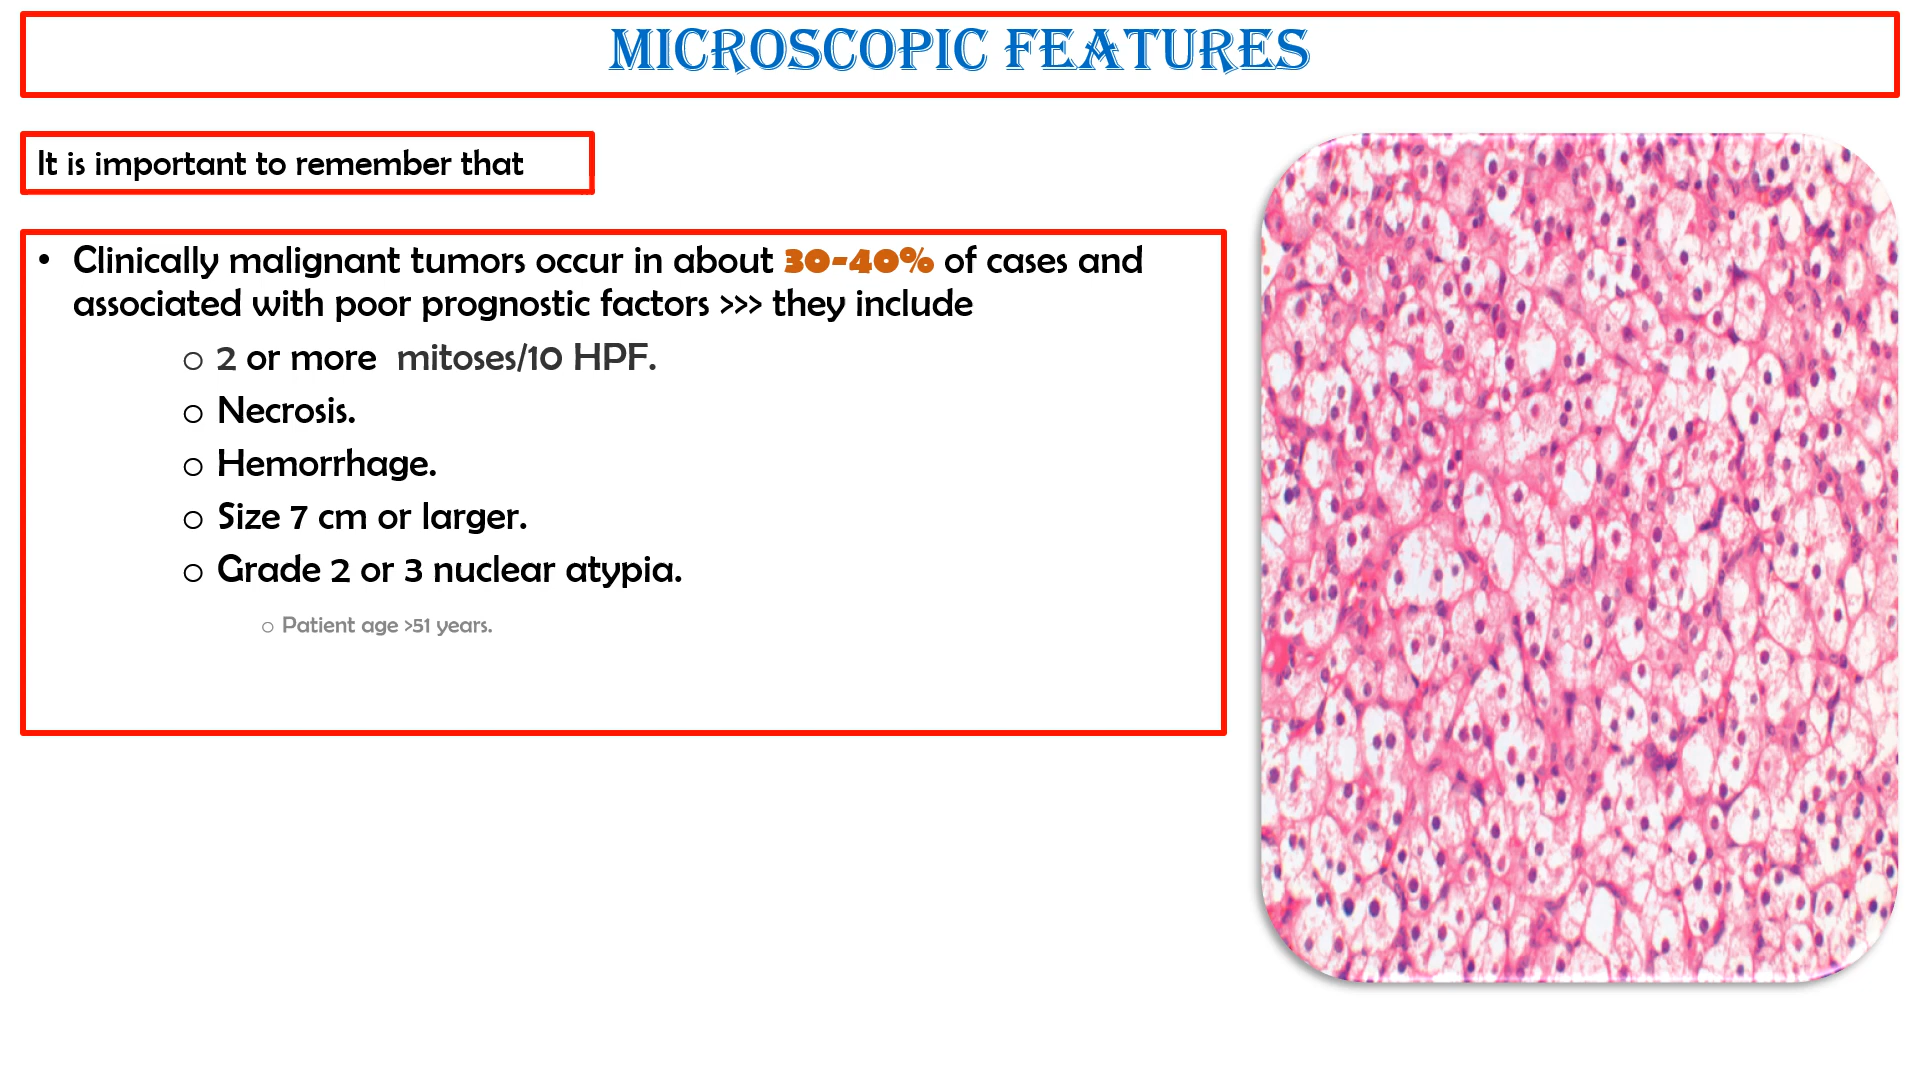 MICROSCOPIC FEATURES
It is important to remember that
• Clinically malignant tumors occur in about 30-40% of cases and
associated with poor prognostic factors >>> they include
o 2 or more mitoses/10 HPF.
o Necrosis.
o Hemorrhage.
o Size 7 cm or larger.
o Grade 2 or 3 nuclear atypia.
o Patient age >51 years.